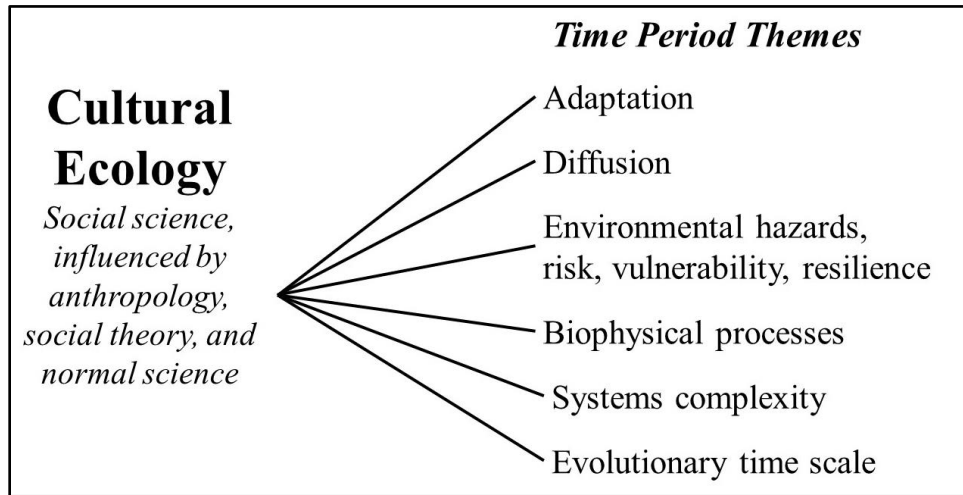 Cultural
Ecology
Social science,
influenced by
anthropology,
social theory, and
normal science
Time Period Themes
Adaptation
Diffusion
Environmental hazards,
risk, vulnerability, resilience
Biophysical processes
Systems complexity
Evolutionary time scale